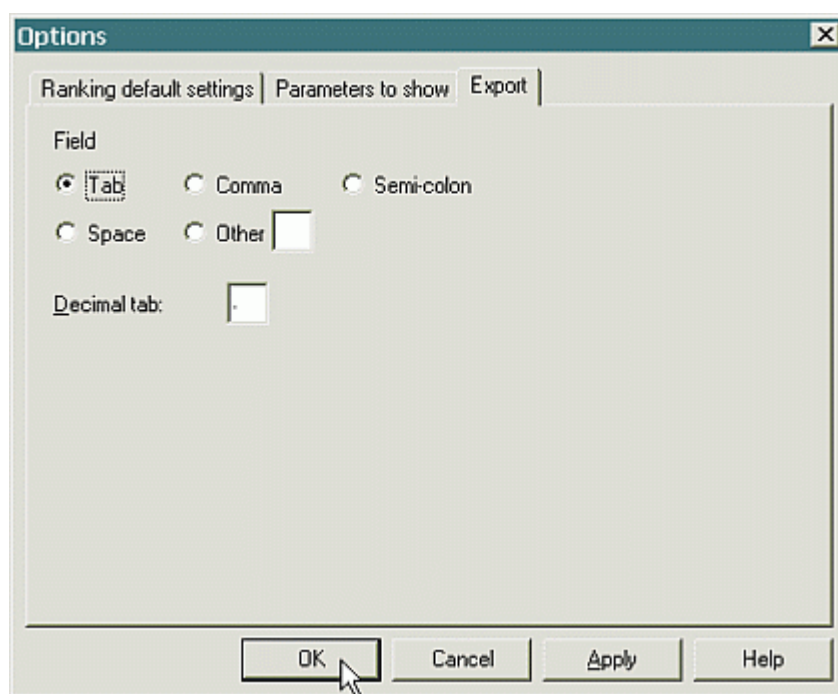 Options
Ranking default settings Parameters to show Export
Field
Tab Comma Semi-colon
Space Other
Decimal tab: .
OK Cancel Apply Help